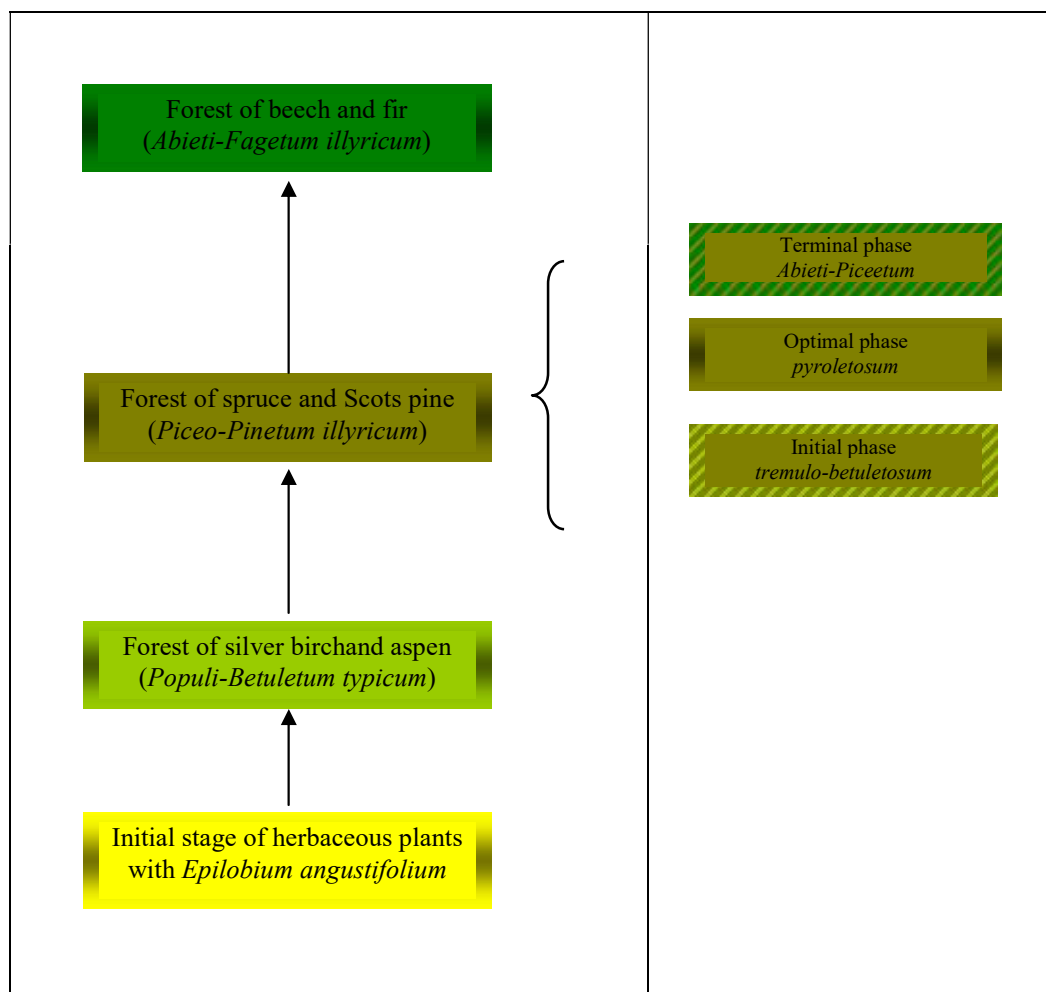 Forest of beech and fir
(Abieti-Fagetum illyricum)
Terminal phase
Abieti-Piceetum
Optimal phase
pyroletosum
Forest of spruce and Scots pine
(Piceo-Pinetum illyricum)
Initial phase
tremulo-betuletosum
Forest of silver birchand aspen
(Populi-Betuletum typicum)
Initial stage of herbaceous plants
with Epilobium angustifolium